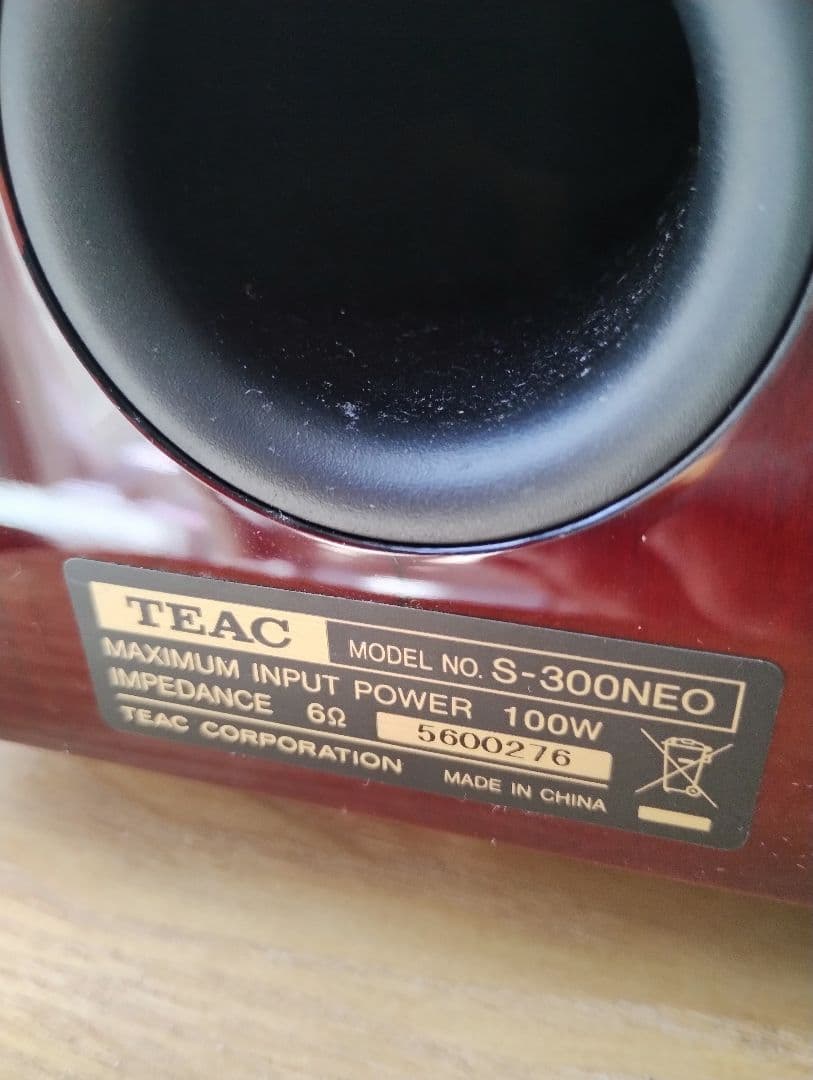 TEAC MODEL NO. S-300NEO
MAXIMUM INPUT POWER 100W
IMPEDANCE 6Ω 5600276
TEAC CORPORATION MADE IN CHINA